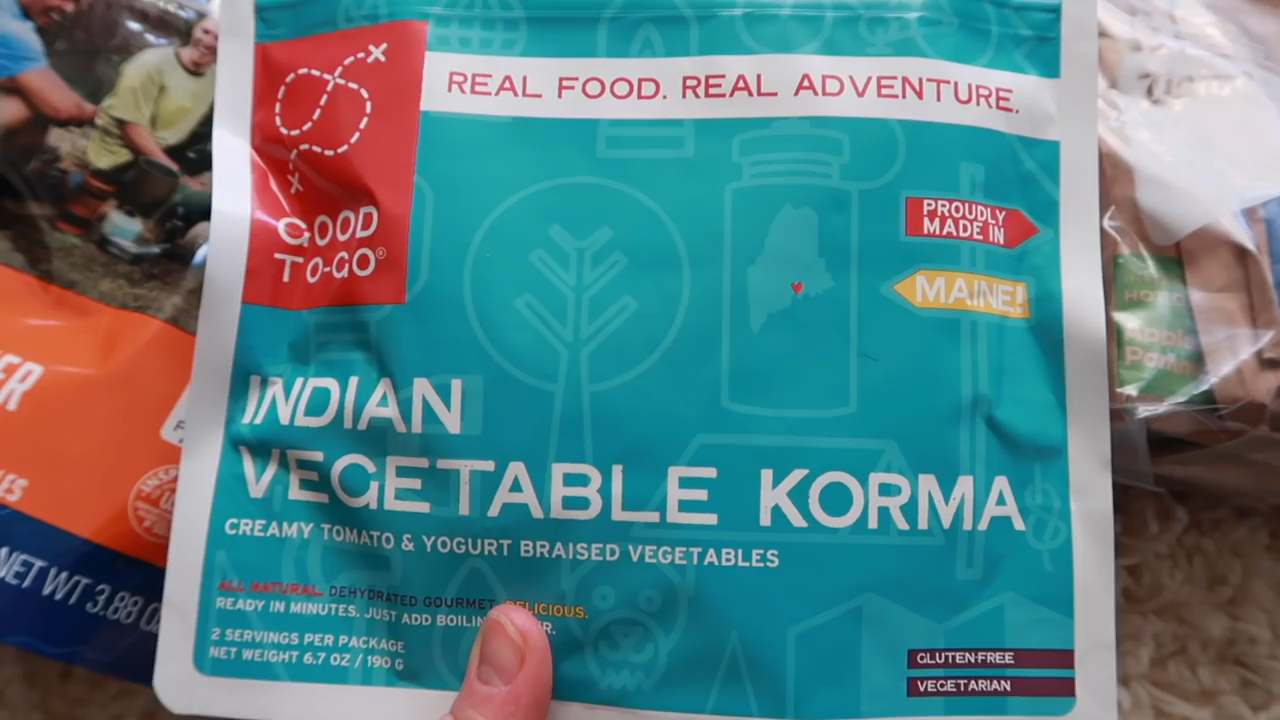 REAL FOOD. REAL ADVENTURE.
GOOD
TO-GO®
PROUDLY
MADE IN
MAINE!
INDIAN
VEGETABLE KORMA
CREAMY TOMATO & YOGURT BRAISED VEGETABLES
ALL NATURAL. DEHYDRATED GOURMET. DELICIOUS.
READY IN MINUTES. JUST ADD
2 SERVINGS PER PACKAGE
NET WEIGHT 6.7 OZ / 190 G
GLUTEN-FREE
VEGETARIAN
NET WT 3.88